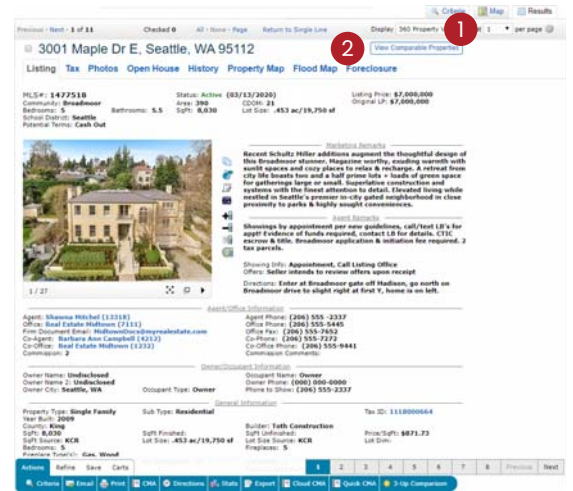 Criteria Map Results
Previous · Next · 1 of 11 Checked 0 All · None · Page Return to Single Line Display 360 Property at 1 per page
1
3001 Maple Dr E, Seattle, WA 95112
2
View Comparable Properties
Listing Tax Photos Open House History Property Map Flood Map Foreclosure
MLS#: 1477518 Status: Active (03/13/2020) Listing Price: $7,000,000
Community: Broadmoor Area: 390 CDOM: 21 Original LP: $7,000,000
Bedrooms: 5 Bathrooms: 5.5 SqFt: 8,030 Lot Size: .453 ac/19,750 sf
School District: Seattle
Potential Terms: Cash Out
Marketing Remarks
Recent Schultz Miller additions augment the thoughtful design of
this Broadmoor stunner. Magazine worthy, exuding warmth with
sunlit spaces and cozy places to relax & recharge. A retreat from
city life boasts two and a half prime lots + loads of green space
for gatherings large or small. Superlative construction and
systems with the finest attention to detail. Elevated living while
nestled in Seattle's premier in-city gated neighborhood in close
proximity to parks & highly sought conveniences.
Agent Remarks
Showings by appointment per new guidelines, call/text LB's for
appt! Evidence of funds required, contact LB for details. CTIC
escrow & title. Broadmoor application & initiation fee required. 2
tax parcels.
Showing Info: Appointment, Call Listing Office
Offers: Seller intends to review offers upon receipt
Directions: Enter at Broadmoor gate off Madison, go north on
Broadmoor drive to slight right at first Y, home is on left.
1 / 27
Agent/Office Information
Agent: Shawna Mitchel (13318) Agent Phone: (206) 555 -2337
Office: Real Estate Midtown (7111) Office Phone: (206) 555-5445
Firm Document Email: MidtownDocs@myrealestate.com Office Fax: (206) 555-7652
Co-Agent: Barbara Ann Campbell (4212) Co-Phone: (206) 555-7272
Co-Office: Real Estate Midtown (1232) Co-Office Phone: (206) 555-9441
Commission: 2 Commission Comments:
Owner/Occupant Information
Owner Name: Undisclosed Occupant Name: Owner
Owner Name 2: Undisclosed Owner Phone: (000) 000-0000
Owner City: Seattle, WA Occupant Type: Owner Phone to Show: (206) 555-2337
General Information
Property Type: Single Family Sub Type: Residential Tax ID: 1118000664
Year Built: 2009
County: King Builder: Toth Construction
SqFt: 8,030 SqFt Finished: SqFt Unfinished: Price/SqFt: $871.73
SqFt Source: KCR Lot Size: .453 ac/19,750 sf Lot Size Source: KCR Lot Dim:
Bedrooms: 5 Fireplaces: 5
Fireplace Type(s): Gas, Wood
Actions Refine Save Carts 1 2 3 4 5 6 7 8 Previous Next
Criteria Email Print CMA Directions Stats Export Cloud CMA Quick CMA 3-Up Comparison